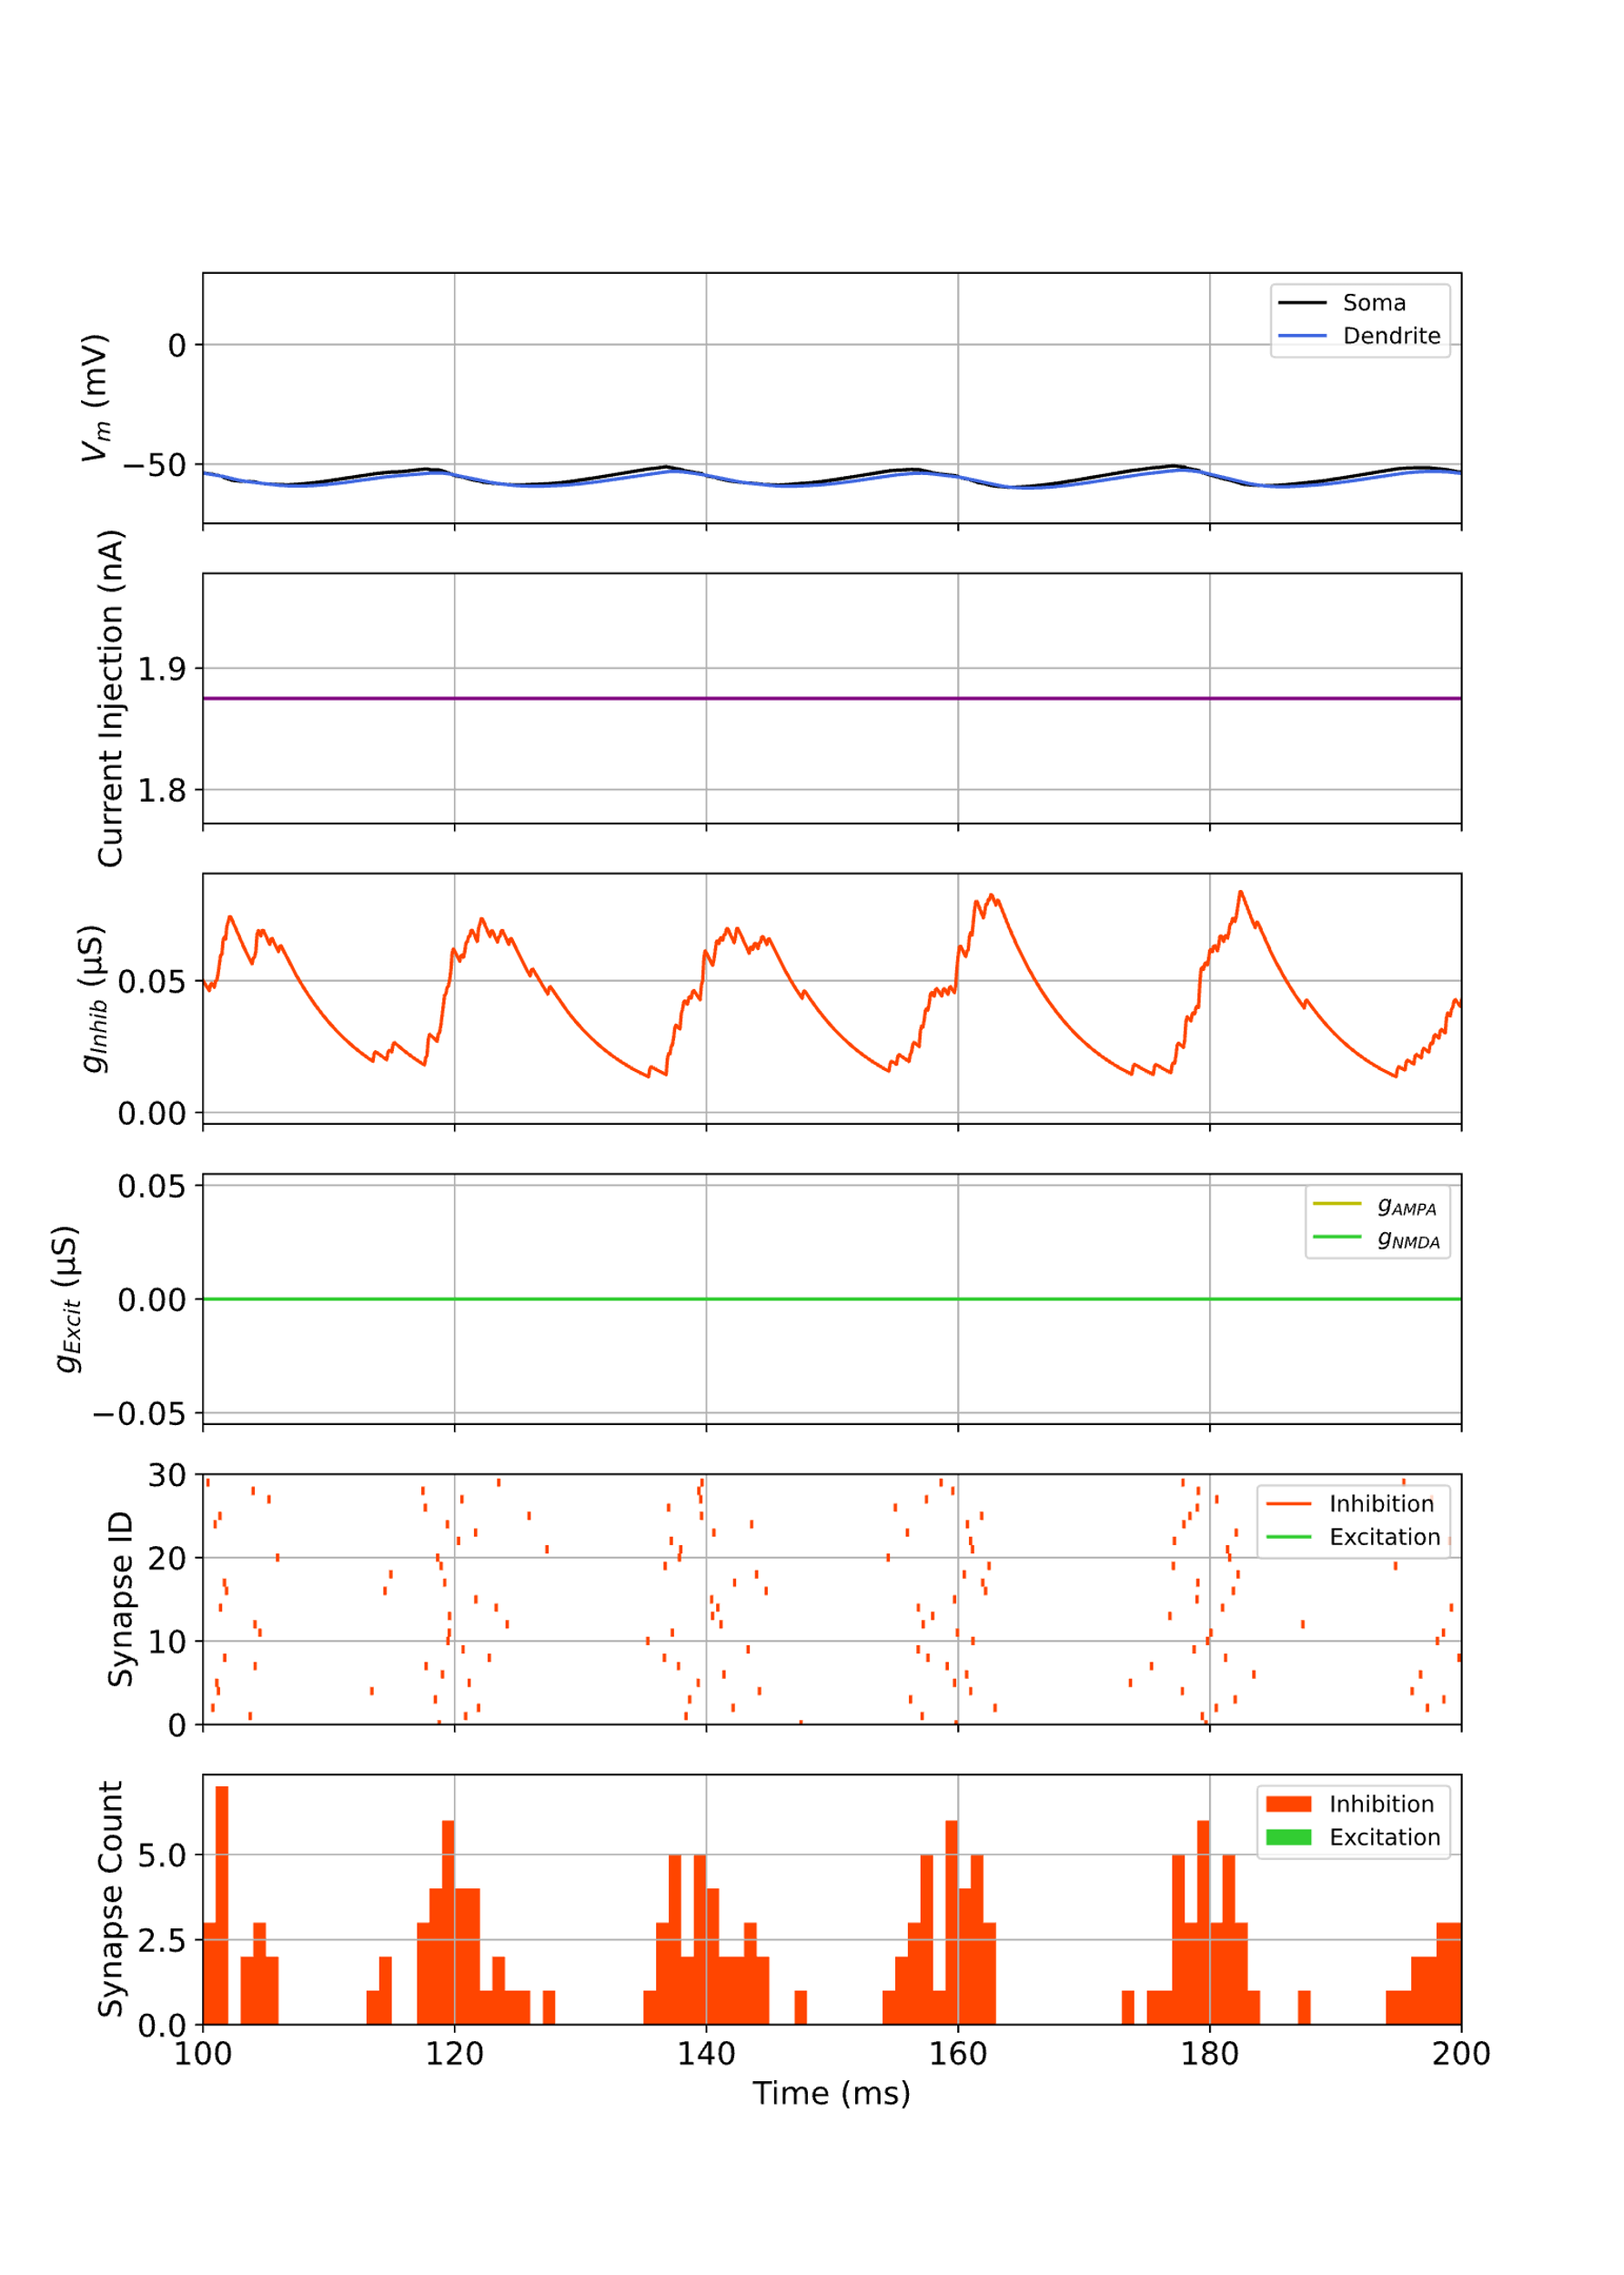 V_m (mV)
0
−50
Soma
Dendrite
Current Injection (nA)
1.9
1.8
g_Inhib (μS)
0.05
0.00
g_Excit (μS)
0.05
0.00
−0.05
g_AMPA
g_NMDA
Synapse ID
30
20
10
0
Inhibition
Excitation
Synapse Count
5.0
2.5
0.0
Inhibition
Excitation
100 120 140 160 180 200
Time (ms)